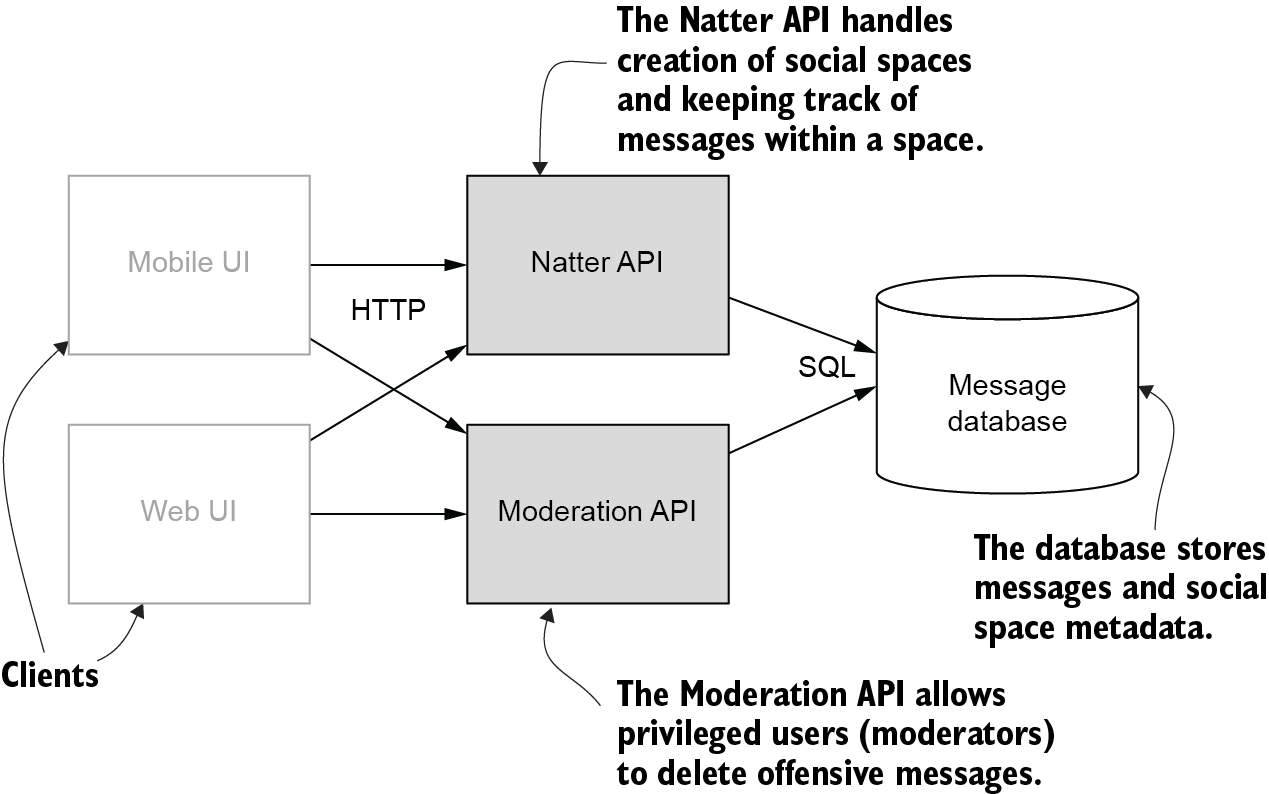 The Natter API handles
creation of social spaces
and keeping track of
messages within a space.
Mobile UI
Natter API
HTTP
SQL
Message
database
Web UI
Moderation API
The database stores
messages and social
space metadata.
Clients
The Moderation API allows
privileged users (moderators)
to delete offensive messages.